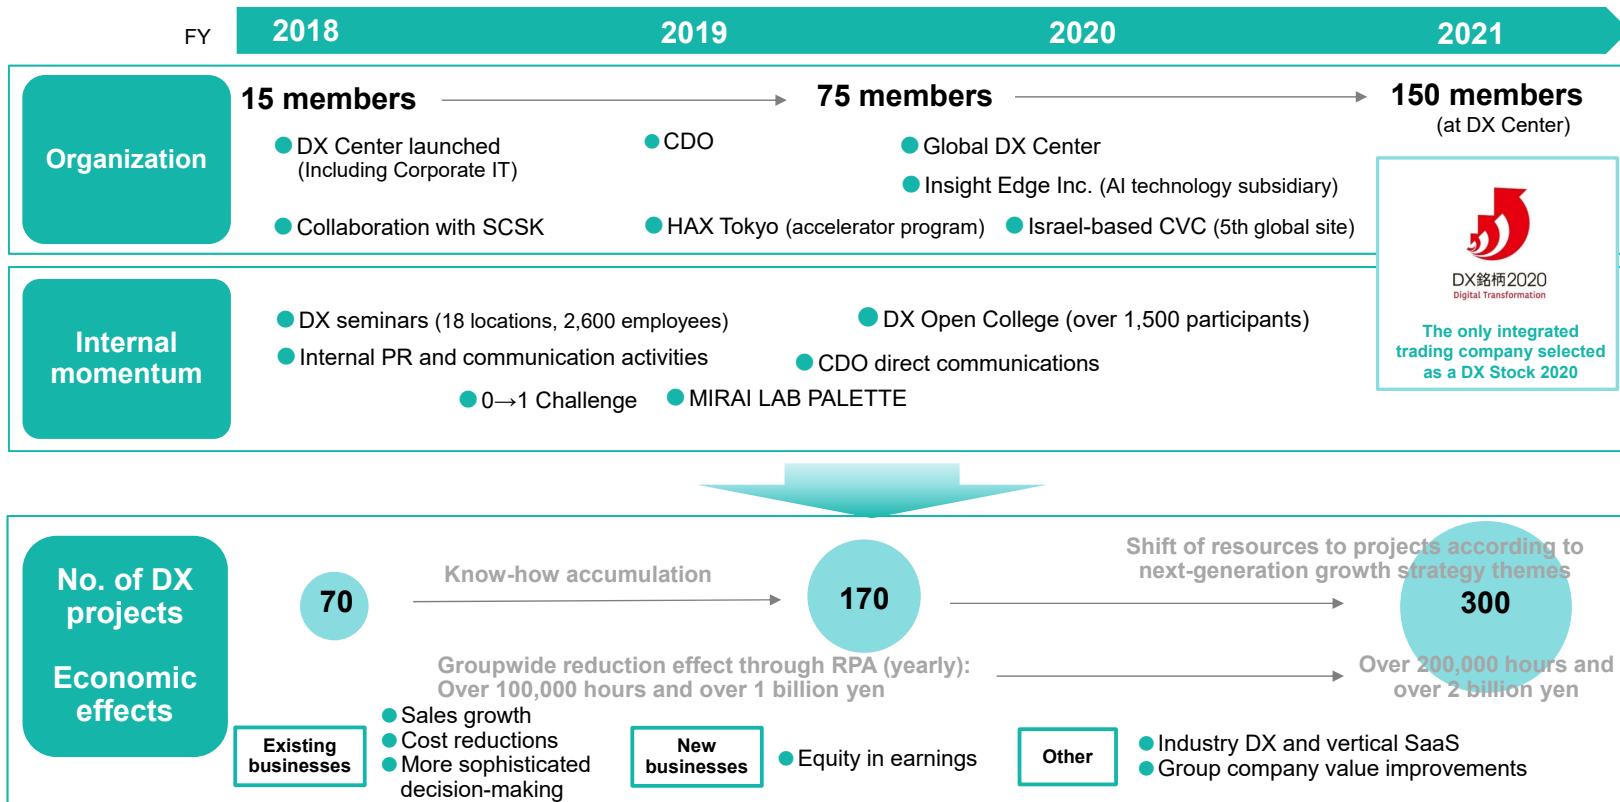 FY
2018
2019
2020
2021
Organization
15 members
75 members
150 members
(at DX Center)
DX Center launched
(Including Corporate IT)
CDO
Global DX Center
Insight Edge Inc. (AI technology subsidiary)
Collaboration with SCSK
HAX Tokyo (accelerator program)
Israel-based CVC (5th global site)
DX銘柄2020
Digital Transformation
The only integrated
trading company selected
as a DX Stock 2020
Internal
momentum
DX seminars (18 locations, 2,600 employees)
DX Open College (over 1,500 participants)
Internal PR and communication activities
CDO direct communications
0→1 Challenge
MIRAI LAB PALETTE
No. of DX
projects
Economic
effects
70
Know-how accumulation
170
Shift of resources to projects according to
next-generation growth strategy themes
300
Groupwide reduction effect through RPA (yearly):
Over 100,000 hours and over 1 billion yen
Over 200,000 hours and
over 2 billion yen
Existing
businesses
Sales growth
Cost reductions
More sophisticated
decision-making
New
businesses
Equity in earnings
Other
Industry DX and vertical SaaS
Group company value improvements